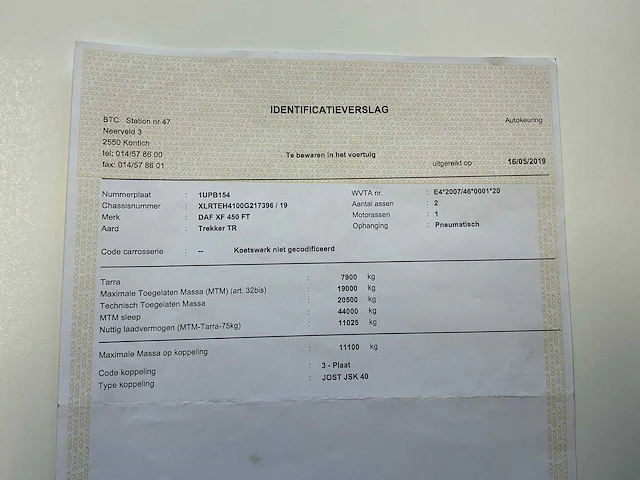 IDENTIFICATIEVERSLAG
BTC Station nr.47
Autokeuring
Neerveld 3
2550 Kontich
tel: 014/57 86 00
Te bewaren in het voertuig
fax: 014/57 86 01
uitgereikt op : 16/05/2019
Nummerplaat : 1UPB154 WVTA nr. : E4*2007/46*0001*20
Chassisnummer : XLRTEH4100G217396 / 19 Aantal assen : 2
Merk : DAF XF 450 FT Motorassen : 1
Aard : Trekker TR Ophanging : Pneumatisch
Code carrosserie : -- Koetswerk niet gecodificeerd
Tarra : 7900 kg
Maximale Toegelaten Massa (MTM) (art. 32bis) : 19000 kg
Technisch Toegelaten Massa : 20500 kg
MTM sleep : 44000 kg
Nuttig laadvermogen (MTM-Tarra-75kg) : 11025 kg
Maximale Massa op koppeling : 11100 kg
Code koppeling : 3 - Plaat
Type koppeling : JOST JSK 40